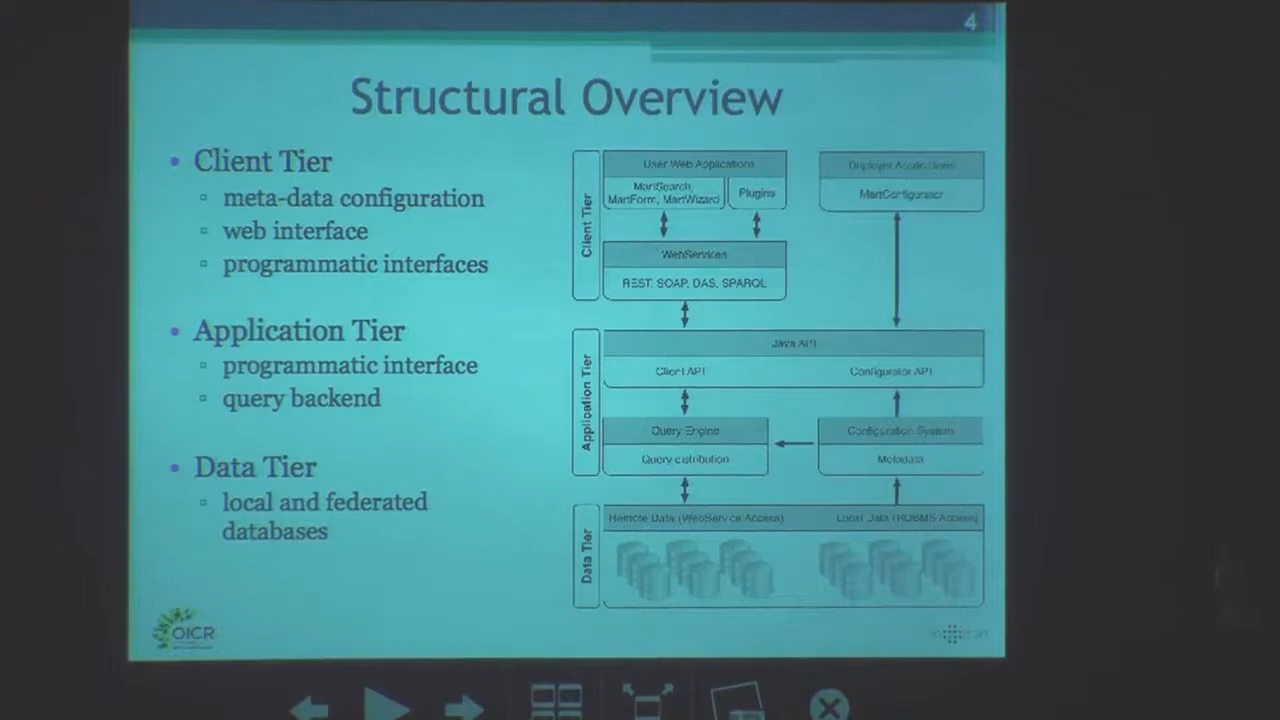 4
Structural Overview
• Client Tier
▫ meta-data configuration
▫ web interface
▫ programmatic interfaces
• Application Tier
▫ programmatic interface
▫ query backend
• Data Tier
▫ local and federated
databases
Client Tier
User Web Applications
MartSearch,
MartForm, MartWizard
Plugins
Deployer Applications
MartConfigurator
WebServices
REST, SOAP, DAS, SPARQL
Application Tier
Java API
Client API
Configurator API
Query Engine
Query distribution
Configuration System
Metadata
Data Tier
Remote Data (WebService Access)
Local Data (RDBMS Access)
OICR